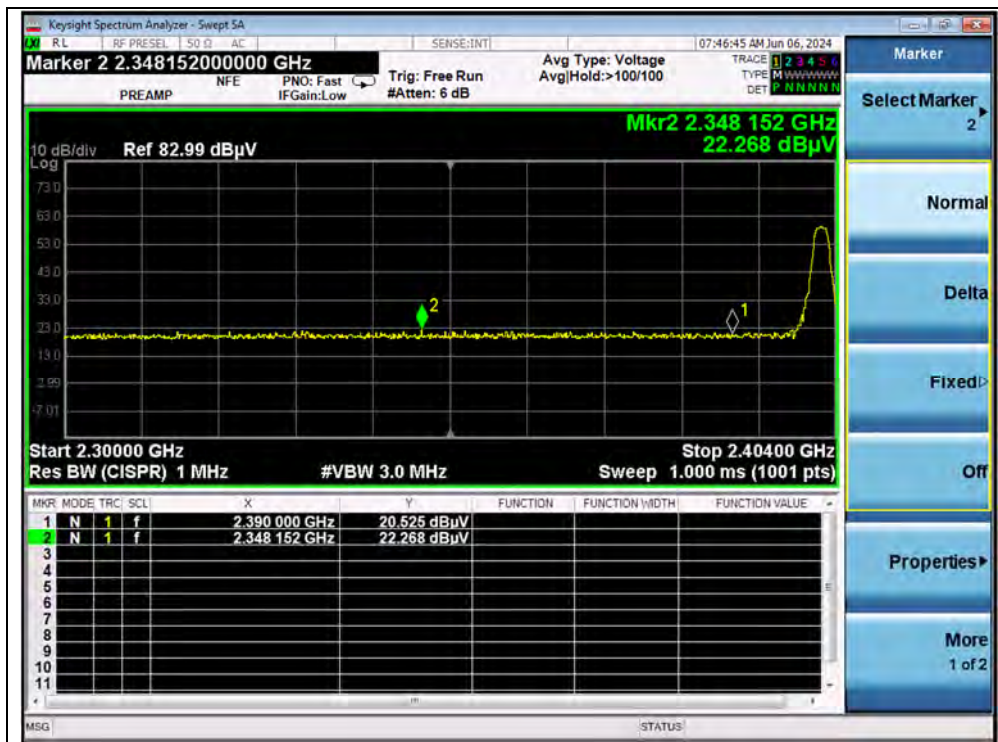 Keysight Spectrum Analyzer - Swept SA
LXI RL RF PRESEL 50 Ω AC SENSE:INT 07:46:45 AM Jun 06, 2024
Marker 2 2.348152000000 GHz
NFE PREAMP
PNO: Fast
IFGain:Low
Trig: Free Run
#Atten: 6 dB
Avg Type: Voltage
Avg|Hold:>100/100
TRACE 1 2 3 4 5 6
TYPE M WWWWW
DET P N N N N N
Mkr2 2.348 152 GHz
22.268 dBµV
10 dB/div Ref 82.99 dBµV
Log
73.0
63.0
53.0
43.0
33.0
23.0
13.0
2.99
-7.01
2
1
Start 2.30000 GHz Stop 2.40400 GHz
Res BW (CISPR) 1 MHz #VBW 3.0 MHz Sweep 1.000 ms (1001 pts)
MKR MODE TRC SCL X Y FUNCTION FUNCTION WIDTH FUNCTION VALUE
1 N 1 f 2.390 000 GHz 20.525 dBµV
2 N 1 f 2.348 152 GHz 22.268 dBµV
3
4
5
6
7
8
9
10
11
MSG STATUS
Marker
Select Marker
2
Normal
Delta
Fixed
Off
Properties
More
1 of 2